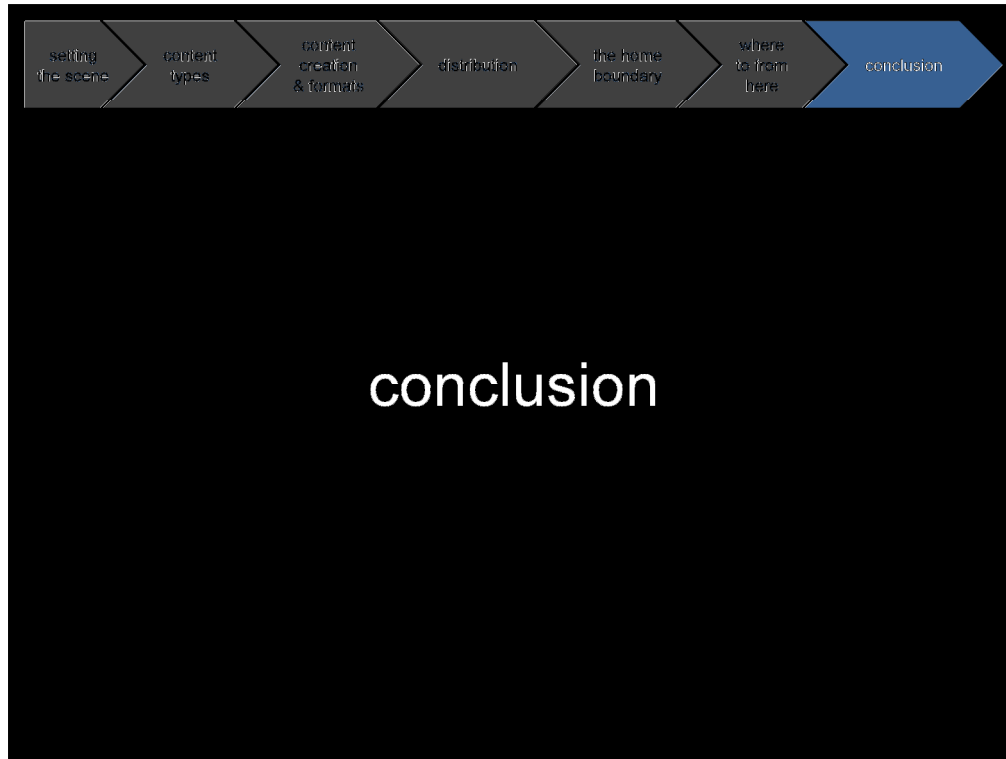 setting
the scene
content
types
content
creation
& formats
distribution
the home
boundary
where
to from
here
conclusion
conclusion